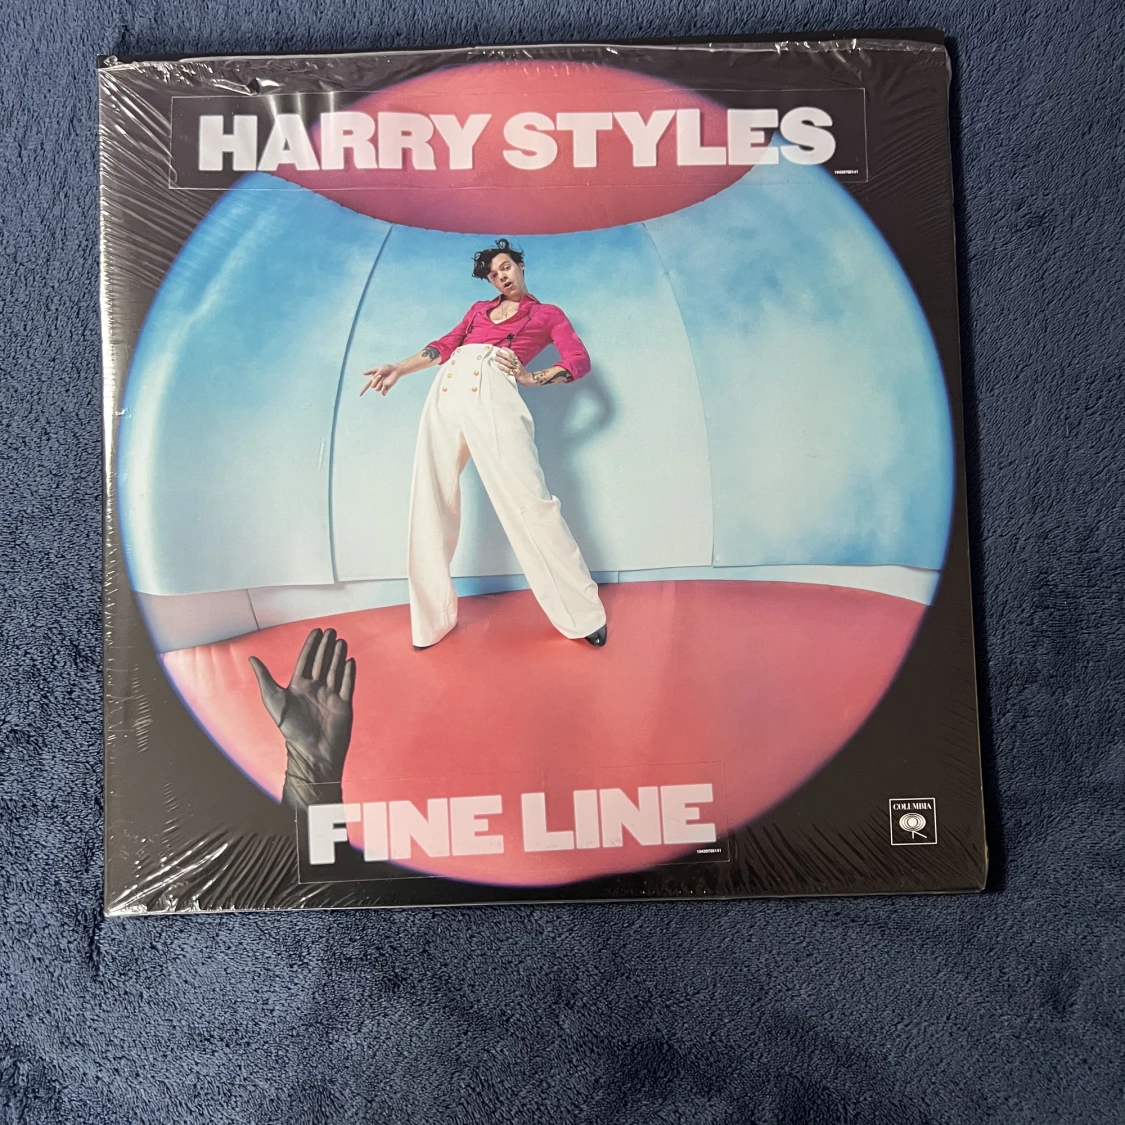 HARRY STYLES
FINE LINE
COLUMBIA